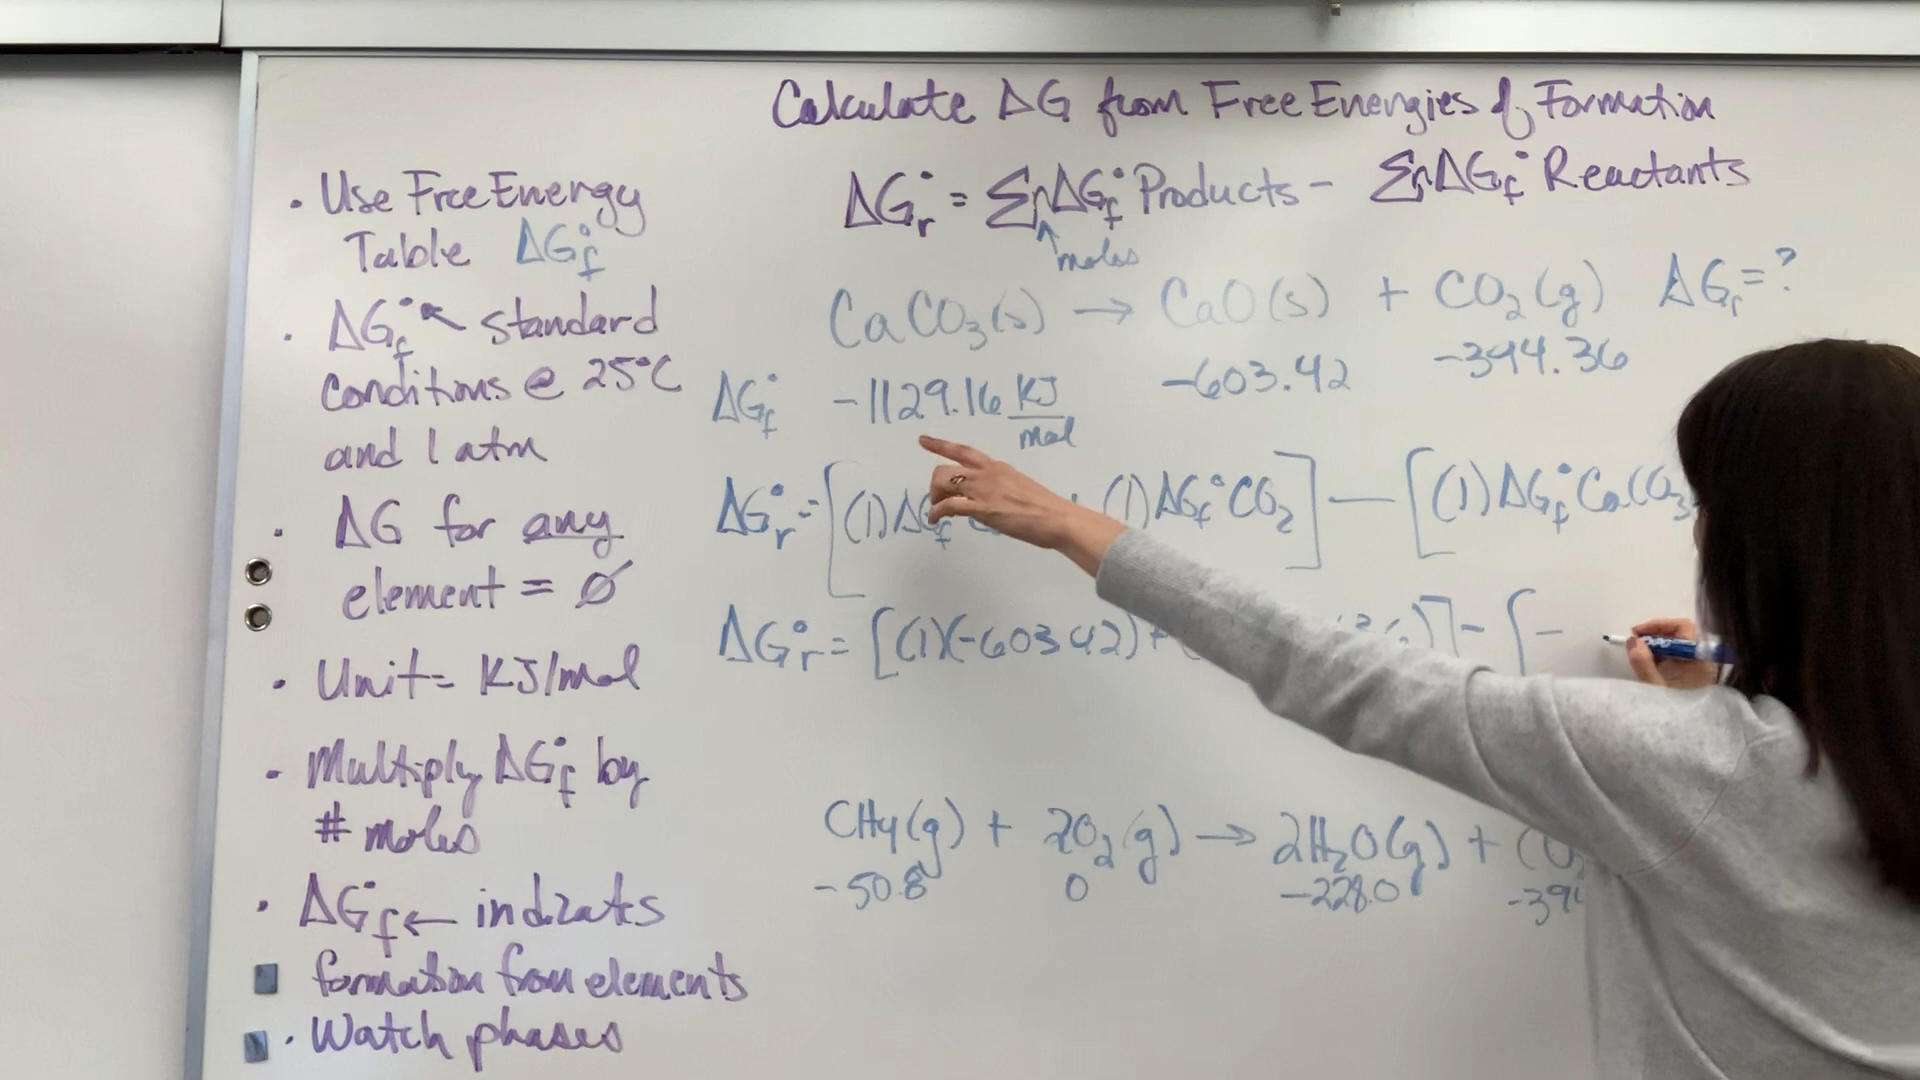 Calculate ΔG from Free Energies of Formation
ΔG°r = ΣnΔG°f Products - ΣnΔG°f Reactants
moles
CaCO3(s) → CaO(s) + CO2(g) ΔGr = ?
ΔG°f -1129.16 KJ/mol -603.42 -394.36
ΔG°r = [(1)ΔG°f + (1)ΔG°f CO2] — [(1)ΔG°f CaCO3
ΔG°r = [(1)(-603.42) + )] - [-
CH4(g) + 2O2(g) → 2H2O(g) + CO
-50.8 0 -228.0 -39
• Use Free Energy
Table ΔG°f
• ΔG°f ↖ standard
conditions @ 25°C
and 1 atm
• ΔG for any
element = Ø
• Unit = KJ/mol
• Multiply ΔG°f by
# moles
• ΔG°f ← indicates
formation from elements
• Watch phases